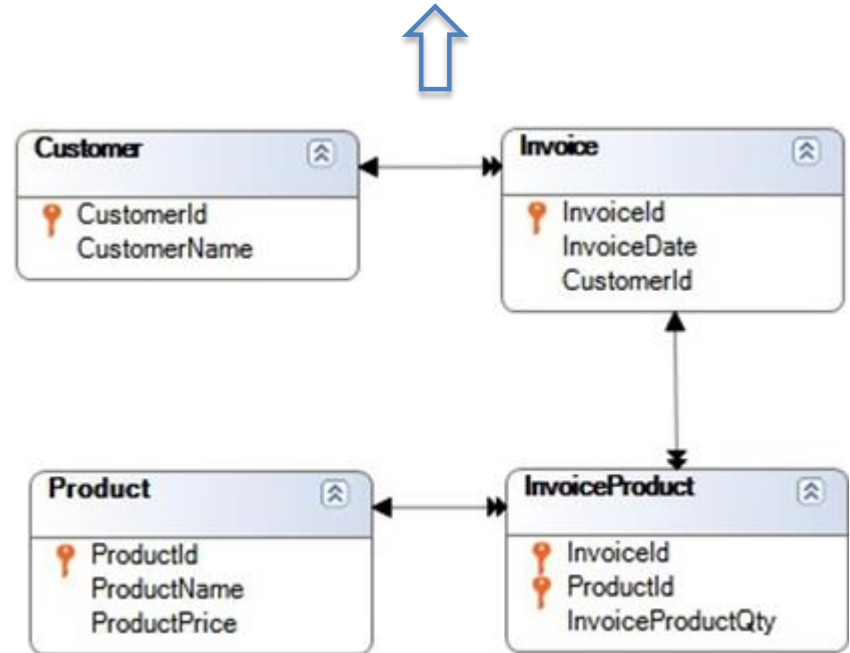 Customer
CustomerId
CustomerName
Invoice
InvoiceId
InvoiceDate
CustomerId
Product
ProductId
ProductName
ProductPrice
InvoiceProduct
InvoiceId
ProductId
InvoiceProductQty